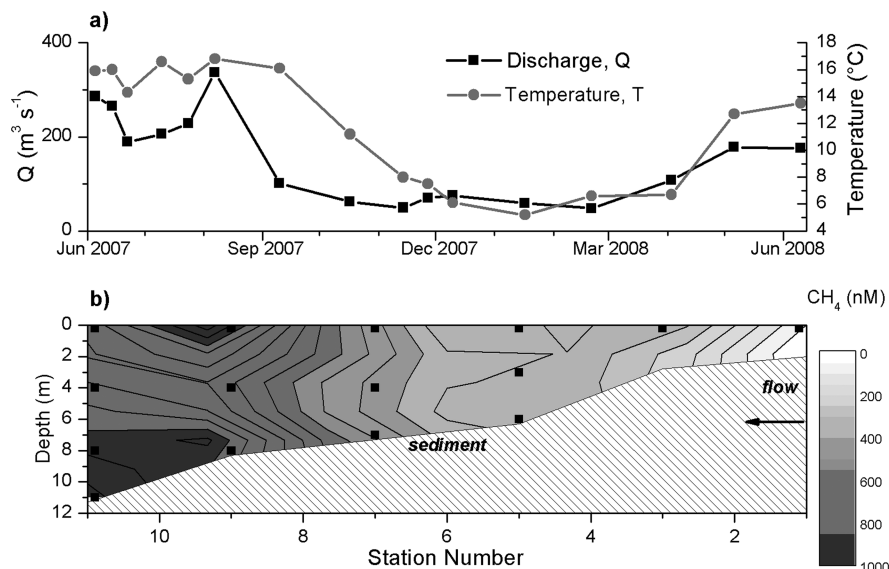 a)
400
200
0
Q (m³ s⁻¹)
Discharge, Q
Temperature, T
18
16
14
12
10
8
6
4
Temperature (°C)
Jun 2007
Sep 2007
Dec 2007
Mar 2008
Jun 2008
b)
CH₄ (nM)
0
2
4
6
8
10
12
Depth (m)
flow
sediment
10
8
6
4
2
Station Number
0
200
400
600
800
1000